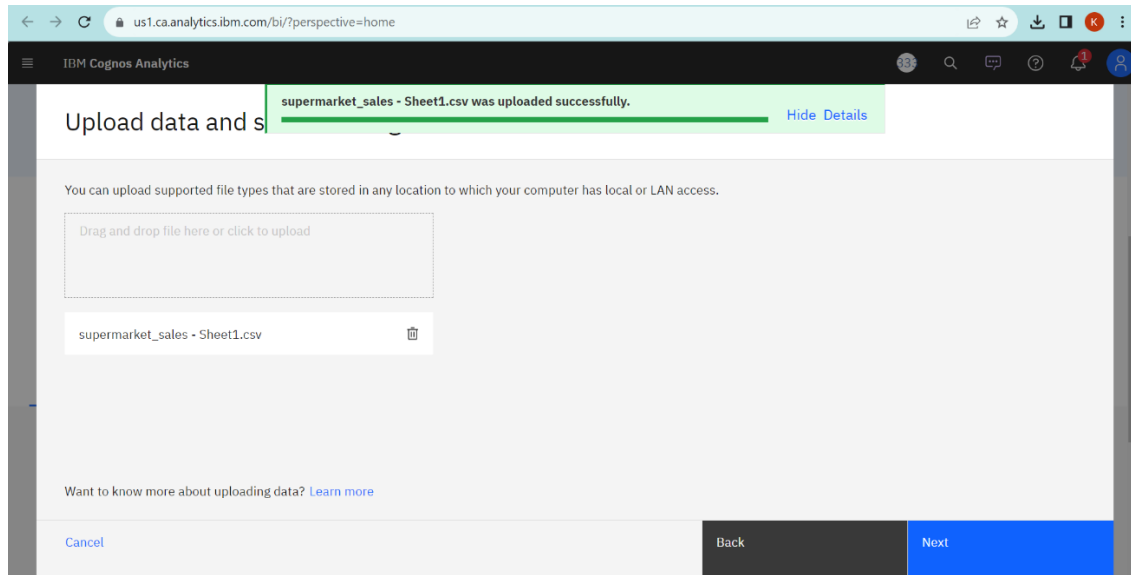 us1.ca.analytics.ibm.com/bi/?perspective=home
K
IBM Cognos Analytics
1
supermarket_sales - Sheet1.csv was uploaded successfully.
Hide Details
Upload data and s
You can upload supported file types that are stored in any location to which your computer has local or LAN access.
Drag and drop file here or click to upload
supermarket_sales - Sheet1.csv
Want to know more about uploading data? Learn more
Cancel
Back
Next